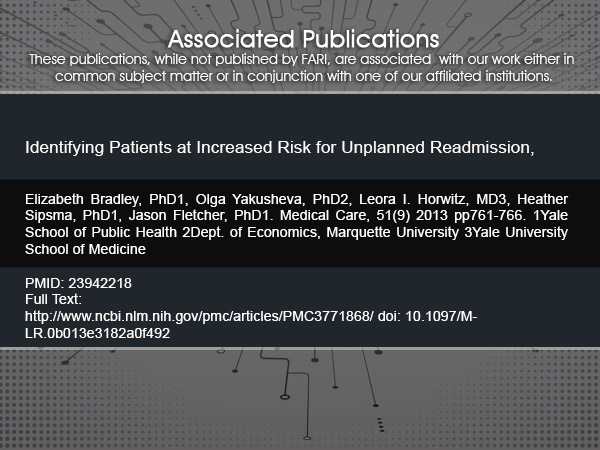 Associated Publications
These publications, while not published by FARI, are associated with our work either in
common subject matter or in conjunction with one of our affiliated institutions.
Identifying Patients at Increased Risk for Unplanned Readmission,
Elizabeth Bradley, PhD1, Olga Yakusheva, PhD2, Leora I. Horwitz, MD3, Heather
Sipsma, PhD1, Jason Fletcher, PhD1. Medical Care, 51(9) 2013 pp761-766. 1Yale
School of Public Health 2Dept. of Economics, Marquette University 3Yale University
School of Medicine
PMID: 23942218
Full Text:
http://www.ncbi.nlm.nih.gov/pmc/articles/PMC3771868/ doi: 10.1097/M-
LR.0b013e3182a0f492